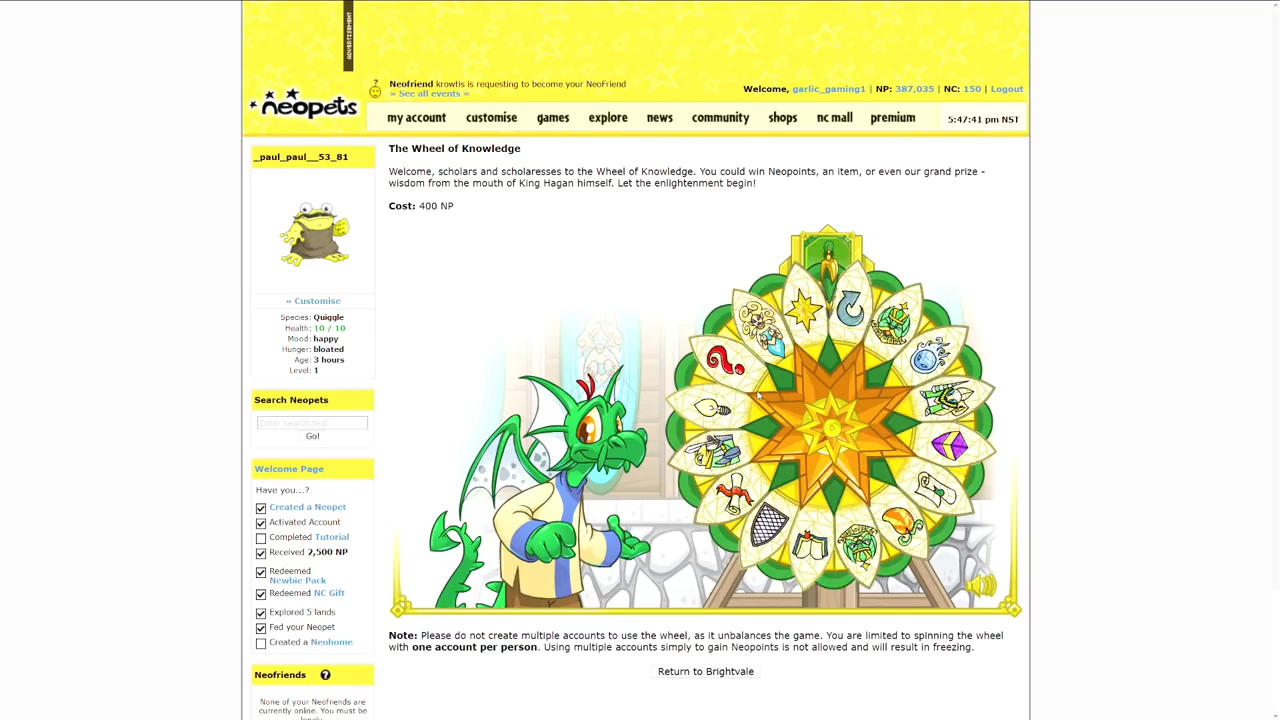 ADVERTISEMENT
Neofriend krowtis is requesting to become your NeoFriend
» See all events «
Welcome, garlic_gaming1 | NP: 387,035 | NC: 150 | Logout
neopets
my account customise games explore news community shops nc mall premium 5:47:41 pm NST
_paul_paul__53_81
» Customise
Species: Quiggle
Health: 10 / 10
Mood: happy
Hunger: bloated
Age: 3 hours
Level: 1
Search Neopets
Enter search text...
Go!
Welcome Page
Have you...?
Created a Neopet
Activated Account
Completed Tutorial
Received 2,500 NP
Redeemed
Newbie Pack
Redeemed NC Gift
Explored 5 lands
Fed your Neopet
Created a Neohome
Neofriends ?
None of your Neofriends are
currently online. You must be
The Wheel of Knowledge
Welcome, scholars and scholaresses to the Wheel of Knowledge. You could win Neopoints, an item, or even our grand prize -
wisdom from the mouth of King Hagan himself. Let the enlightenment begin!
Cost: 400 NP
Note: Please do not create multiple accounts to use the wheel, as it unbalances the game. You are limited to spinning the wheel
with one account per person. Using multiple accounts simply to gain Neopoints is not allowed and will result in freezing.
Return to Brightvale